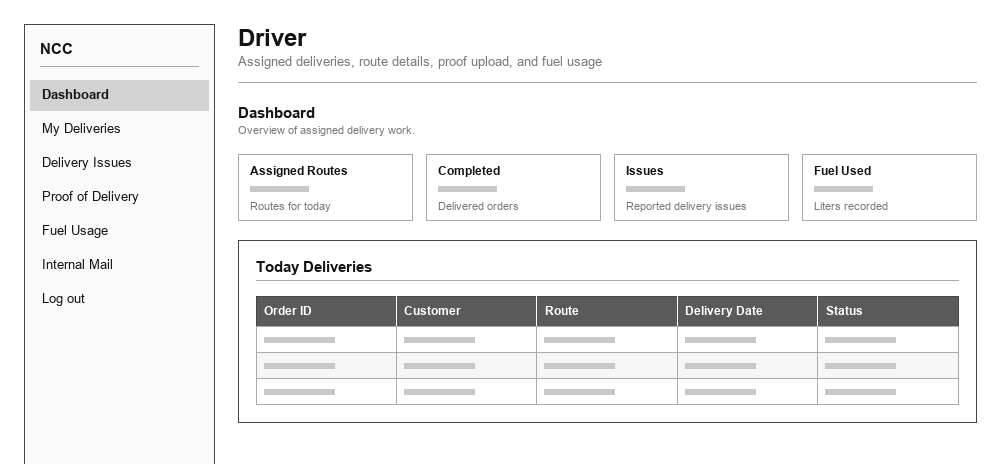 NCC
Dashboard
My Deliveries
Delivery Issues
Proof of Delivery
Fuel Usage
Internal Mail
Log out
Driver
Assigned deliveries, route details, proof upload, and fuel usage
Dashboard
Overview of assigned delivery work.
Assigned Routes
Routes for today
Completed
Delivered orders
Issues
Reported delivery issues
Fuel Used
Liters recorded
Today Deliveries
Order ID Customer Route Delivery Date Status